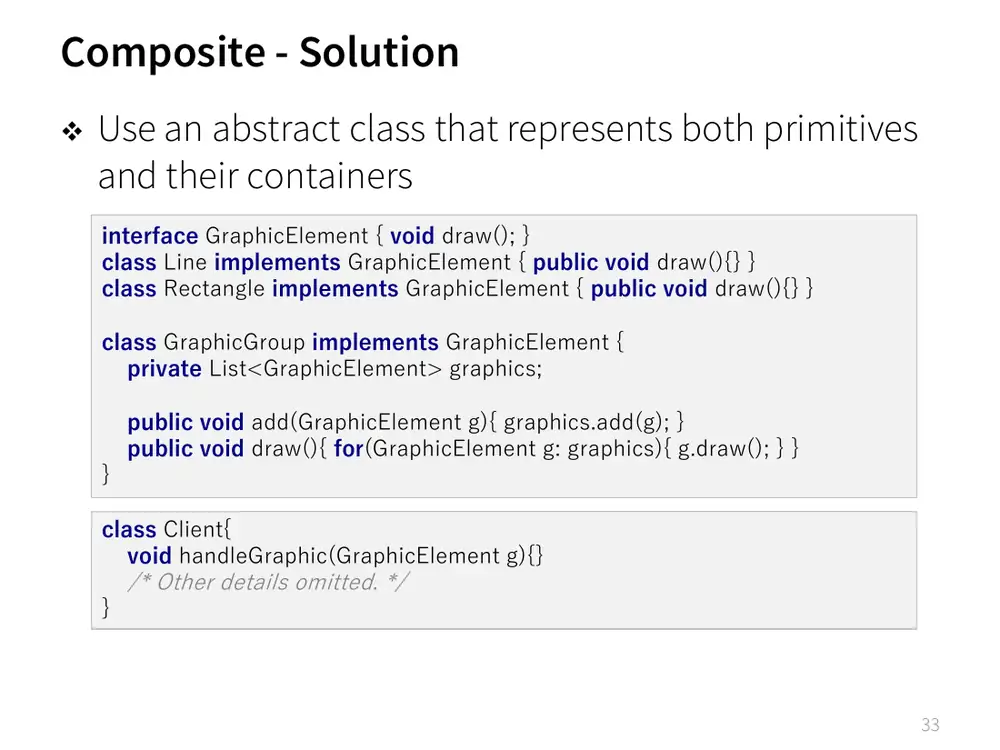 Composite - Solution
❖ Use an abstract class that represents both primitives
and their containers
interface GraphicElement { void draw(); }
class Line implements GraphicElement { public void draw(){} }
class Rectangle implements GraphicElement { public void draw(){} }
class GraphicGroup implements GraphicElement {
private List<GraphicElement> graphics;
public void add(GraphicElement g){ graphics.add(g); }
public void draw(){ for(GraphicElement g: graphics){ g.draw(); } }
}
class Client{
void handleGraphic(GraphicElement g){}
/* Other details omitted. */
}
33